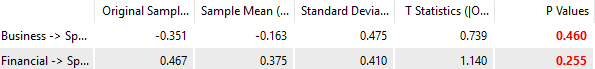 Original Sampl... Sample Mean (... Standard Devia... T Statistics (|O... P Values
Business -> Sp... -0.351 -0.163 0.475 0.739 0.460
Financial -> Sp... 0.467 0.375 0.410 1.140 0.255